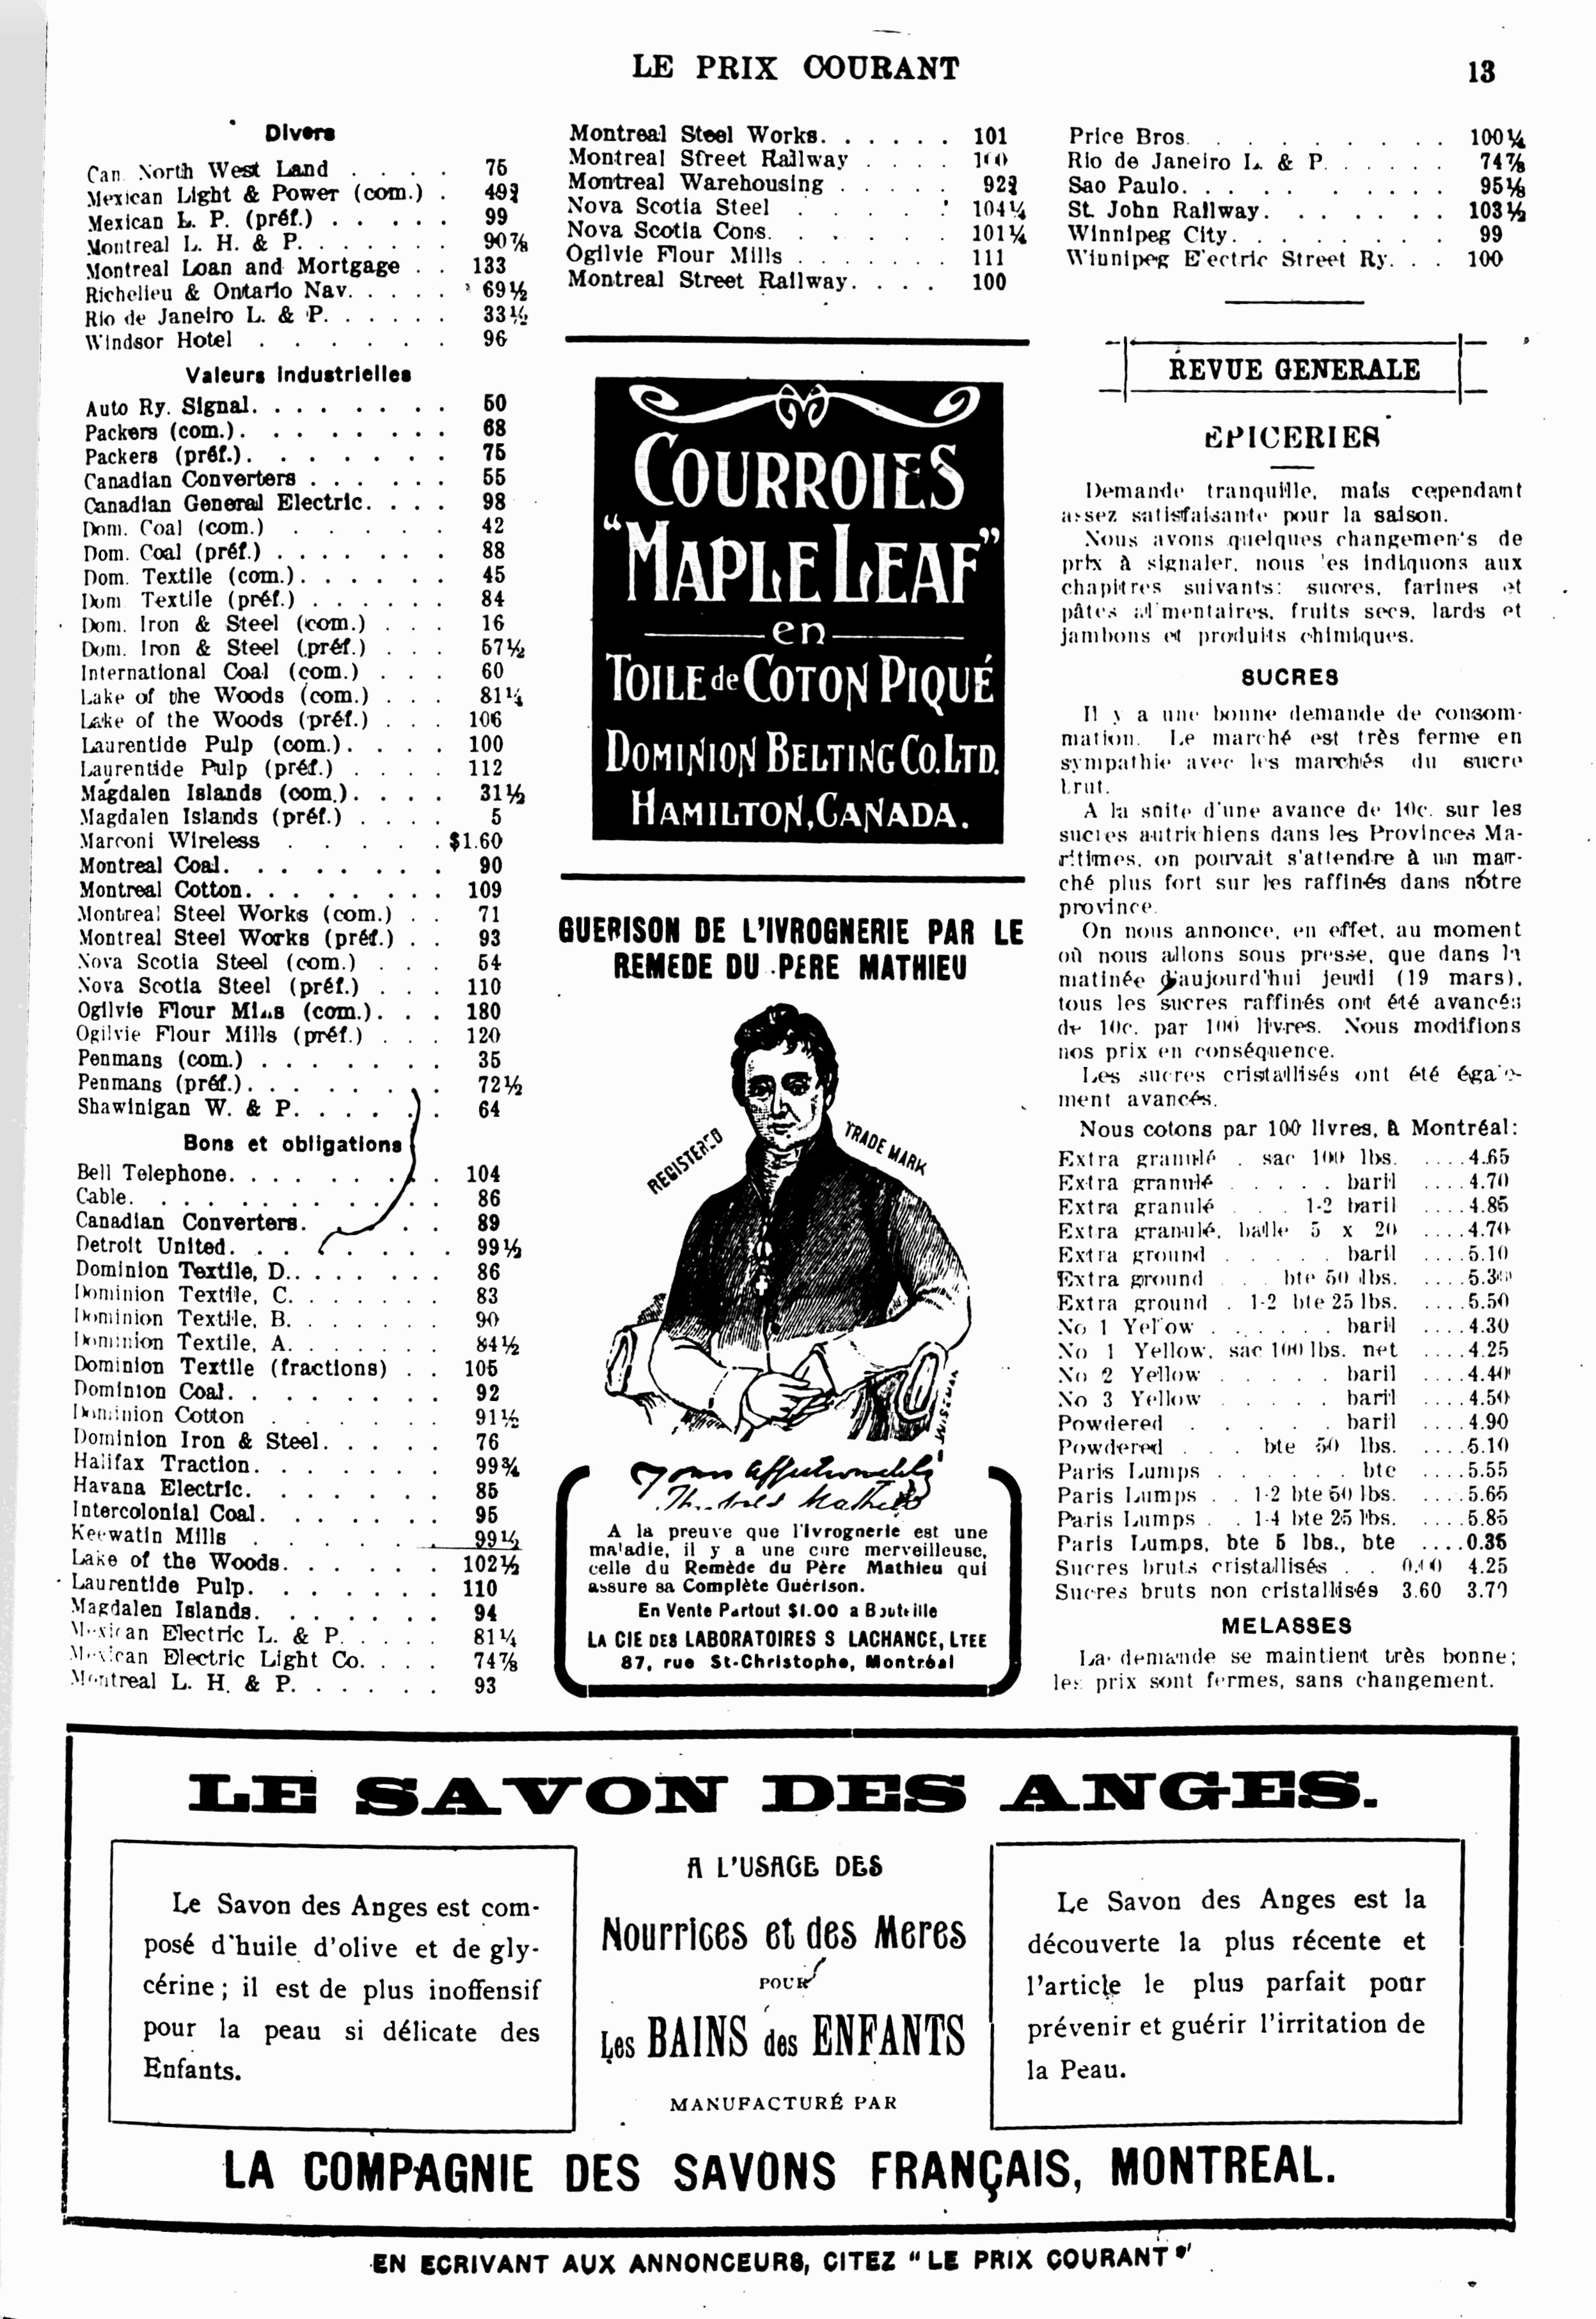 LE PRIX COURANT 13
Divers
Can. North West Land . . . . 75
Mexican Light & Power (com.) . 49¾
Mexican L. P. (préf.) . . . . . 99
Montreal L. H. & P. . . . . . . 90⅞
Montreal Loan and Mortgage . . 133
Richelieu & Ontario Nav. . . . . 69½
Rio de Janeiro L. & P. . . . . . 33½
Windsor Hotel . . . . . . 96
Valeurs industrielles
Auto Ry. Signal. . . . . . . . 50
Packers (com.). . . . . . . . 68
Packers (préf.). . . . . . . . 75
Canadian Converters . . . . . . 55
Canadian General Electric. . . . 98
Dom. Coal (com.) . . . . . 42
Dom. Coal (préf.) . . . . . . . 88
Dom. Textile (com.). . . . . . 45
Dom Textile (préf.) . . . . . . 84
Dom. Iron & Steel (com.) . . . 16
Dom. Iron & Steel (préf.) . . . 57½
International Coal (com.) . . . 60
Lake of the Woods (com.) . . . 81¼
Lake of the Woods (préf.) . . . 106
Laurentide Pulp (com.). . . . 100
Laurentide Pulp (préf.) . . . . 112
Magdalen Islands (com.). . . . 31½
Magdalen Islands (préf.) . . . . 5
Marconi Wireless . . . . . $1.60
Montreal Coal. . . . . . . . 90
Montreal Cotton. . . . . . . . 109
Montreal Steel Works (com.) . . 71
Montreal Steel Works (préf.) . . 93
Nova Scotia Steel (com.) . . . 54
Nova Scotia Steel (préf.) . . . 110
Ogilvie Flour Mills (com.). . . 180
Ogilvie Flour Mills (préf.) . . . 120
Penmans (com.) . . . . . . . 35
Penmans (préf.). . . . . . . . 72½
Shawinigan W. & P. . . . . . 64
Bons et obligations
Bell Telephone. . . . . . . . 104
Cable. . . . . . . . . . . 86
Canadian Converters. . . . . 89
Detroit United. . . . . . . . 99½
Dominion Textile, D.. . . . . . 86
Dominion Textile, C. . . . . . . 83
Dominion Textile, B. . . . . . . 90
Dominion Textile, A. . . . . . . 84½
Dominion Textile (fractions) . . 105
Dominion Coal. . . . . . . . 92
Dominion Cotton . . . . . . 91½
Dominion Iron & Steel. . . . . 76
Halifax Traction. . . . . . . 99¾
Havana Electric. . . . . . . 85
Intercolonial Coal. . . . . . 95
Keewatin Mills . . . . . . 99½
Lake of the Woods. . . . . . 102½
Laurentide Pulp. . . . . . . 110
Magdalen Islands. . . . . . . 94
Mexican Electric L. & P. . . . . 81¼
Mexican Electric Light Co. . . . 74⅞
Montreal L. H. & P. . . . . . 93
Montreal Steel Works. . . . . . 101
Montreal Street Railway . . . . 100
Montreal Warehousing . . . . . 92¾
Nova Scotia Steel . . . . . 104¼
Nova Scotia Cons. . . . . . . 101¼
Ogilvie Flour Mills . . . . . . . 111
Montreal Street Railway. . . . 100
COURROIES
“MAPLE LEAF”
en
TOILE de COTON PIQUÉ
DOMINION BELTING CO. LTD.
HAMILTON, CANADA.
GUERISON DE L'IVROGNERIE PAR LE
REMEDE DU PERE MATHIEU
REGISTERED TRADE MARK
Yours affectionately
Theobald Mathieu
A la preuve que l'Ivrognerie est une
maladie, il y a une cure merveilleuse,
celle du Remède du Père Mathieu qui
assure sa Complète Guérison.
En Vente Partout $1.00 a Bouteille
LA CIE DES LABORATOIRES S LACHANCE, LTEE
87, rue St-Christophe, Montréal
Price Bros. . . . . . . . . . 100¼
Rio de Janeiro L. & P. . . . . . 74⅞
Sao Paulo. . . . . . . . . . 95⅛
St. John Railway. . . . . . . 103½
Winnipeg City. . . . . . . . 99
Winnipeg E'ectric Street Ry. . . 100
REVUE GENERALE
EPICERIES
Demande tranquille, mais cependant
assez satisfaisante pour la saison.
Nous avons quelques changemen's de
prix à signaler, nous 'es indiquons aux
chapitres suivants: sucres, farines et
pâtes al'mentaires, fruits secs, lards et
jambons et produits chimiques.
SUCRES
Il y a une bonne demande de consom-
mation. Le marché est très ferme en
sympathie avec les marchés du sucre
brut.
A la suite d'une avance de 10c. sur les
sucres autrichiens dans les Provinces Ma-
ritimes, on pouvait s'attendre à un mar-
ché plus fort sur les raffinés dans notre
province.
On nous annonce, en effet, au moment
où nous allons sous presse, que dans la
matinée d'aujourd'hui jeudi (19 mars),
tous les sucres raffinés ont été avancés
de 10c. par 100 livres. Nous modifions
nos prix en conséquence.
Les sucres cristallisés ont été éga'e-
ment avancés.
Nous cotons par 100 livres, à Montréal:
Extra granulé . sac 100 lbs. ....4.65
Extra granulé . . . . . baril ....4.70
Extra granulé . . . 1-2 baril ....4.85
Extra granulé, balle 5 x 20 ....4.70
Extra ground . . . . . baril ....5.10
Extra ground . . bte 50 lbs. ....5.30
Extra ground . 1-2 bte 25 lbs. ....5.50
No 1 Yellow . . . . . . baril ....4.30
No 1 Yellow, sac 100 lbs. net ....4.25
No 2 Yellow . . . . . baril ....4.40
No 3 Yellow . . . . . baril ....4.50
Powdered . . . . baril ....4.90
Powdered . . . bte 50 lbs. ....5.10
Paris Lumps . . . . . . bte ....5.55
Paris Lumps . . 1-2 bte 50 lbs. ....5.65
Paris Lumps . . 1-4 bte 25 lbs. ....5.85
Paris Lumps, bte 5 lbs., bte ....0.35
Sucres bruts cristallisés . . 4.25
Sucres bruts non cristallisés 3.60 3.70
MELASSES
La demande se maintient très bonne;
les prix sont fermes, sans changement.
LE SAVON DES ANGES.
Le Savon des Anges est com-
posé d'huile d'olive et de gly-
cérine ; il est de plus inoffensif
pour la peau si délicate des
Enfants.
A L'USAGE DES
Nourrices et des Meres
POUR
Les BAINS des ENFANTS
MANUFACTURÉ PAR
Le Savon des Anges est la
découverte la plus récente et
l'article le plus parfait pour
prévenir et guérir l'irritation de
la Peau.
LA COMPAGNIE DES SAVONS FRANÇAIS, MONTREAL.
EN ECRIVANT AUX ANNONCEURS, CITEZ “LE PRIX COURANT”